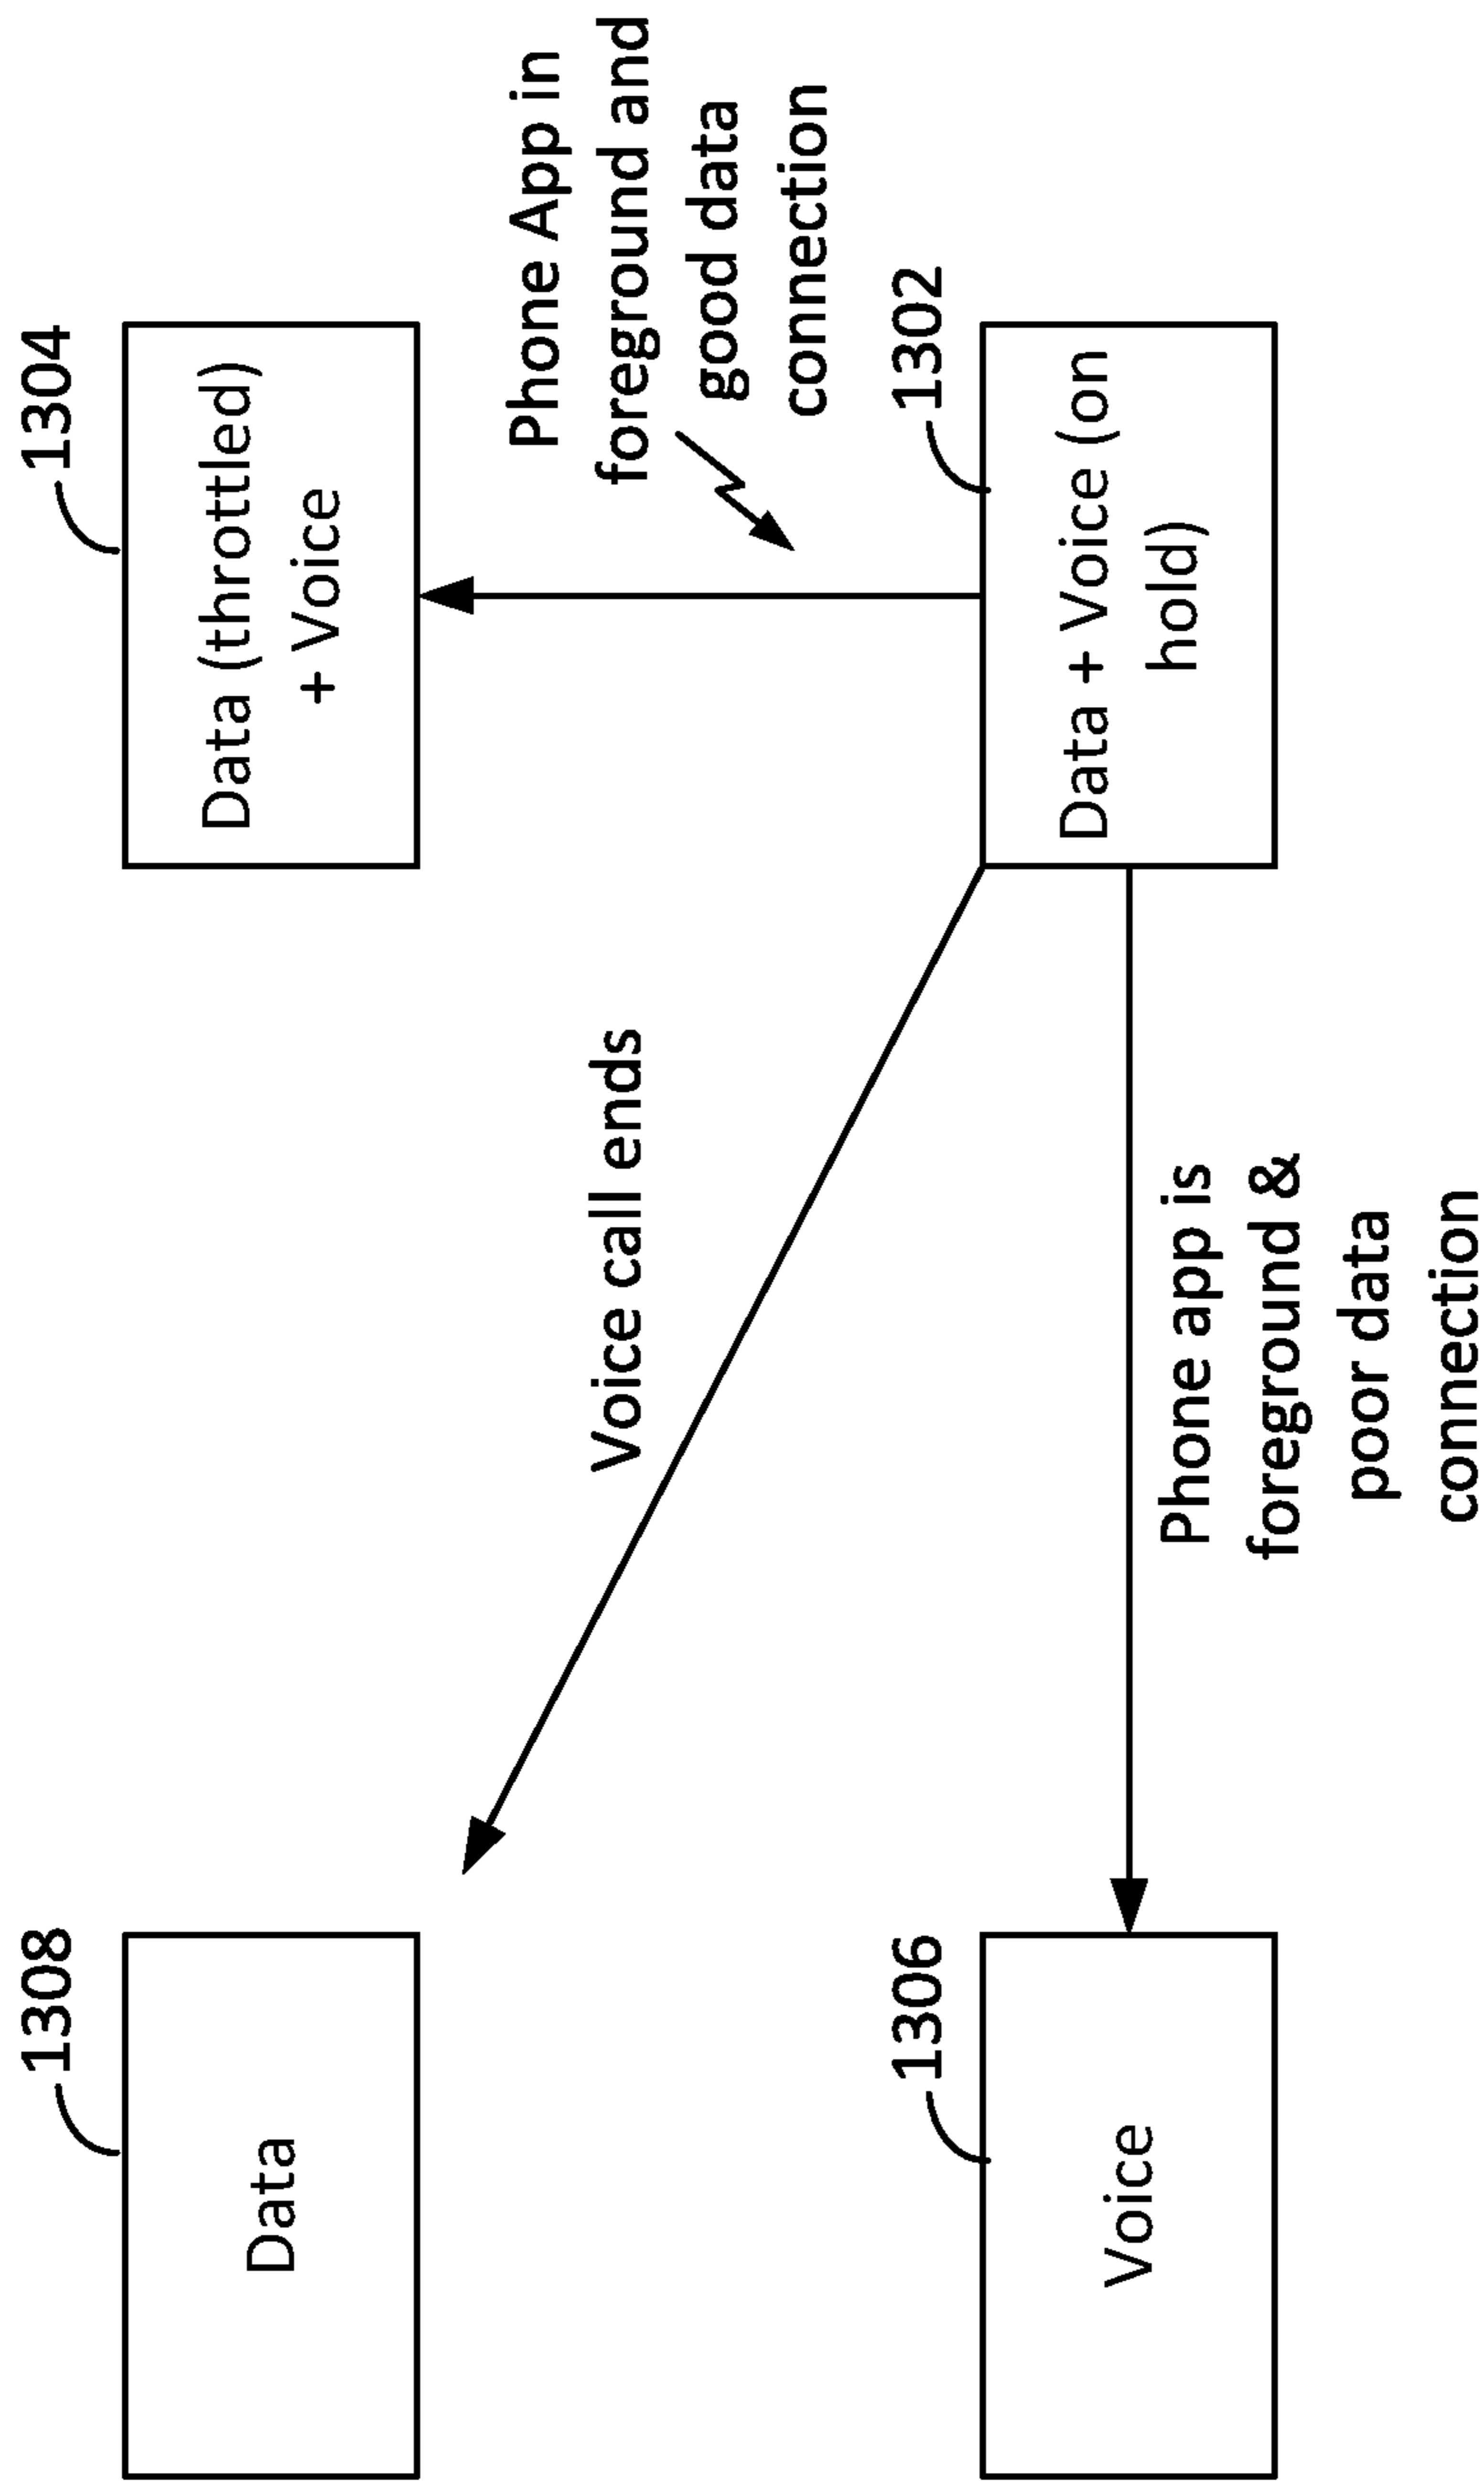 1308
Data
1304
Data (throttled)
+ Voice
Voice call ends
Phone App in
foreground and
good data
connection
1306
Voice
1302
Data + Voice (on
hold)
Phone app is
foreground &
poor data
connection